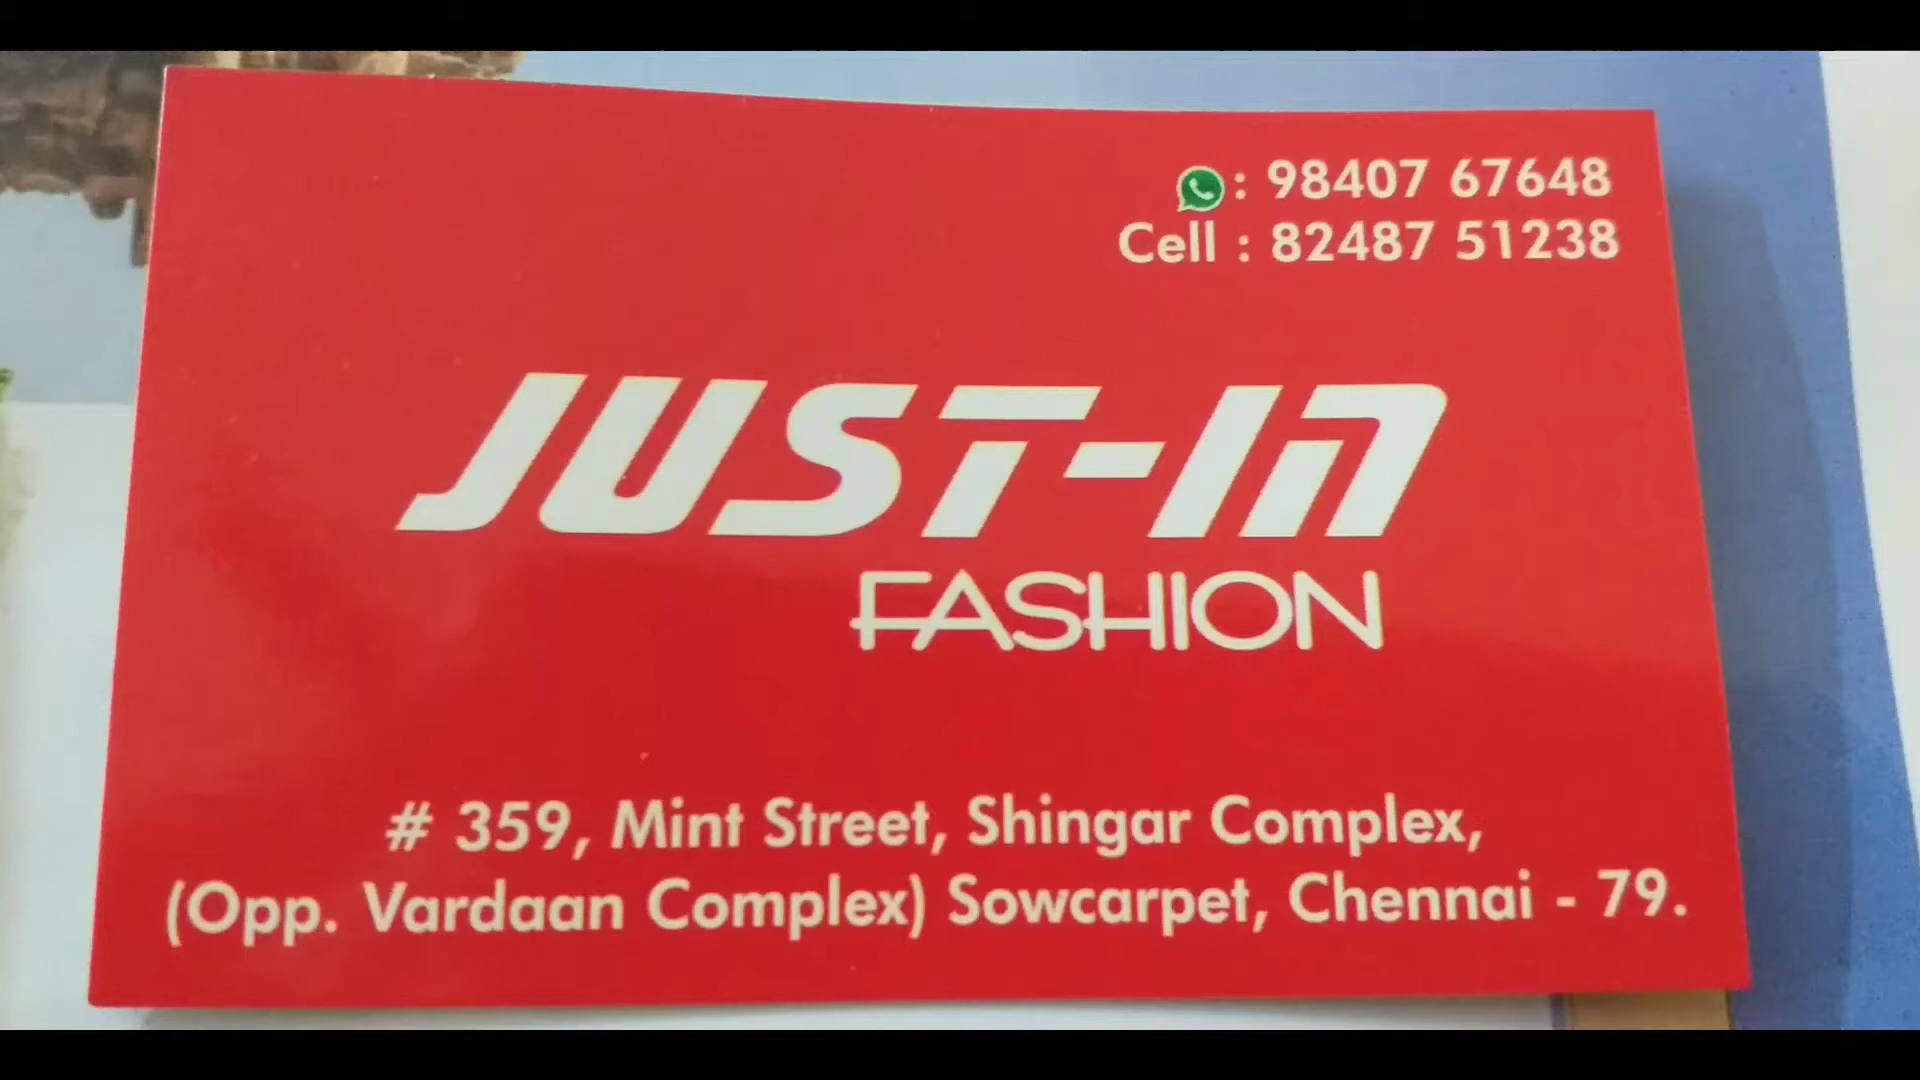 : 98407 67648
Cell : 82487 51238
JUST-In
FASHION
# 359, Mint Street, Shingar Complex,
(Opp. Vardaan Complex) Sowcarpet, Chennai - 79.